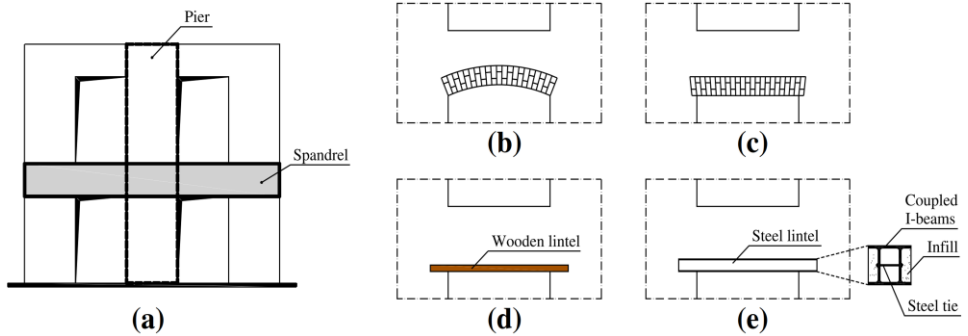 Pier
Spandrel
(a)
(b)
(c)
Wooden lintel
(d)
Steel lintel
Coupled
I-beams
Infill
Steel tie
(e)